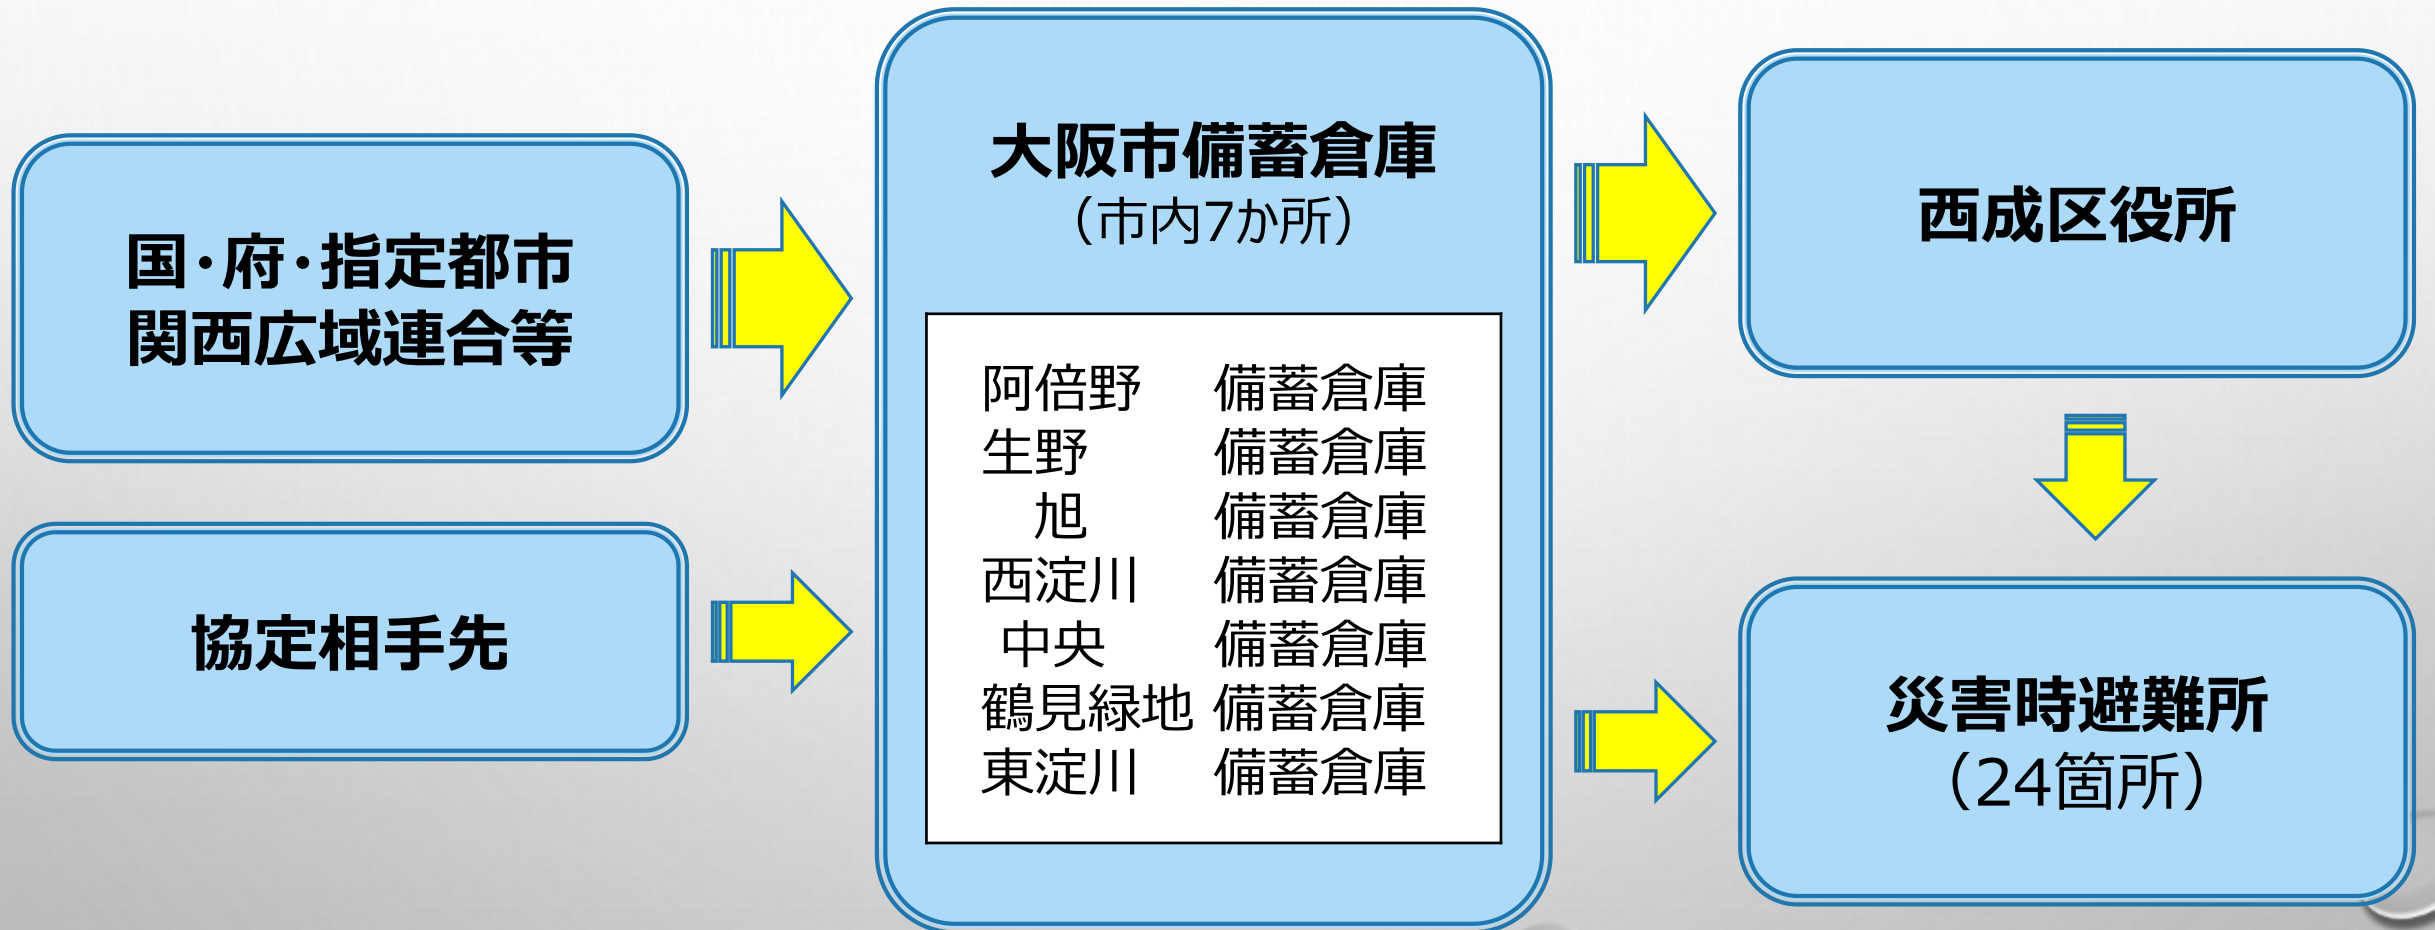 国・府・指定都市
関西広域連合等
協定相手先
大阪市備蓄倉庫
（市内7か所）
阿倍野 備蓄倉庫
生野 備蓄倉庫
旭 備蓄倉庫
西淀川 備蓄倉庫
中央 備蓄倉庫
鶴見緑地 備蓄倉庫
東淀川 備蓄倉庫
西成区役所
災害時避難所
（24箇所）